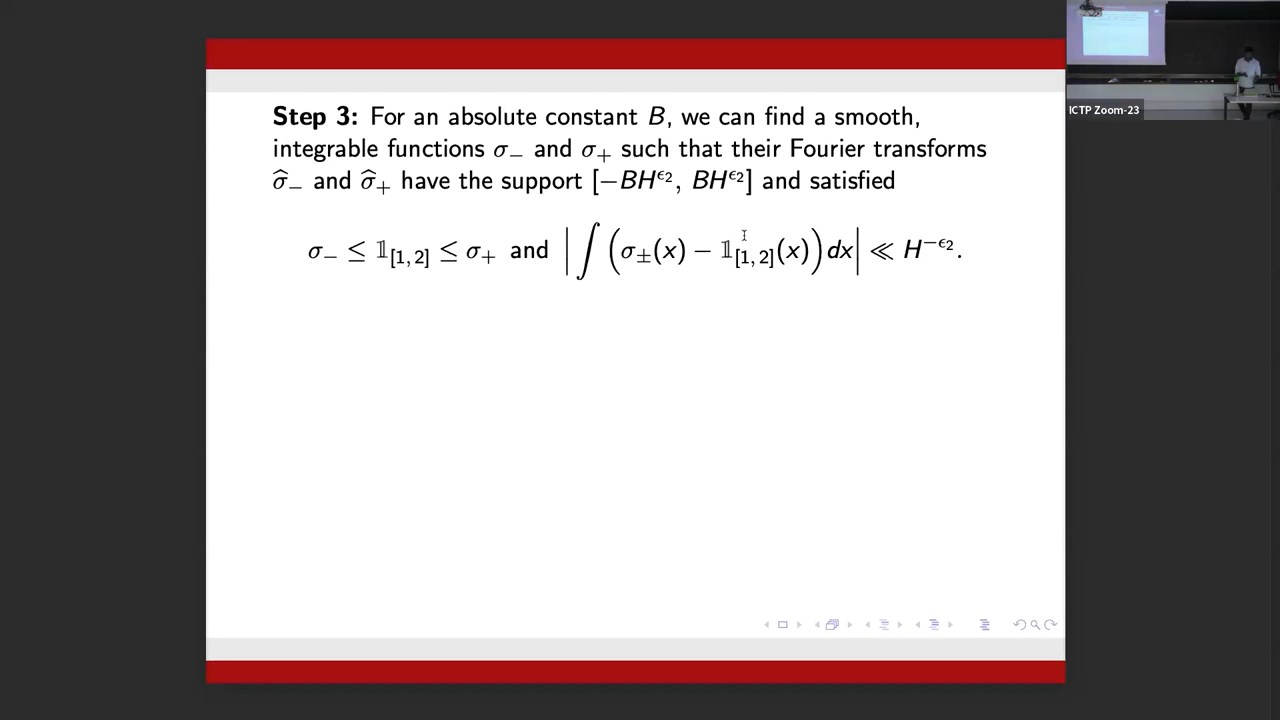 Step 3: For an absolute constant B, we can find a smooth,
integrable functions σ₋ and σ₊ such that their Fourier transforms
σ̂₋ and σ̂₊ have the support [−BH^{ϵ₂}, BH^{ϵ₂}] and satisfied
σ₋ ≤ 𝟙_{[1, 2]} ≤ σ₊ and |∫(σ±(x) − 𝟙_{[1, 2]}(x))dx| ≪ H^{−ϵ₂}.
ICTP Zoom-23